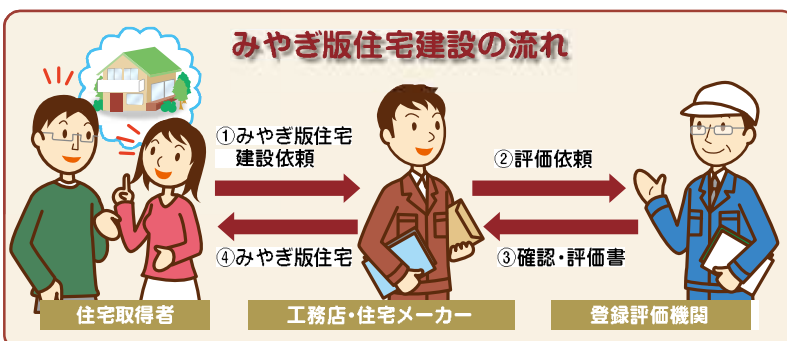 みやぎ版住宅建設の流れ
①みやぎ版住宅
建設依頼
②評価依頼
④みやぎ版住宅
③確認・評価書
住宅取得者
工務店・住宅メーカー
登録評価機関